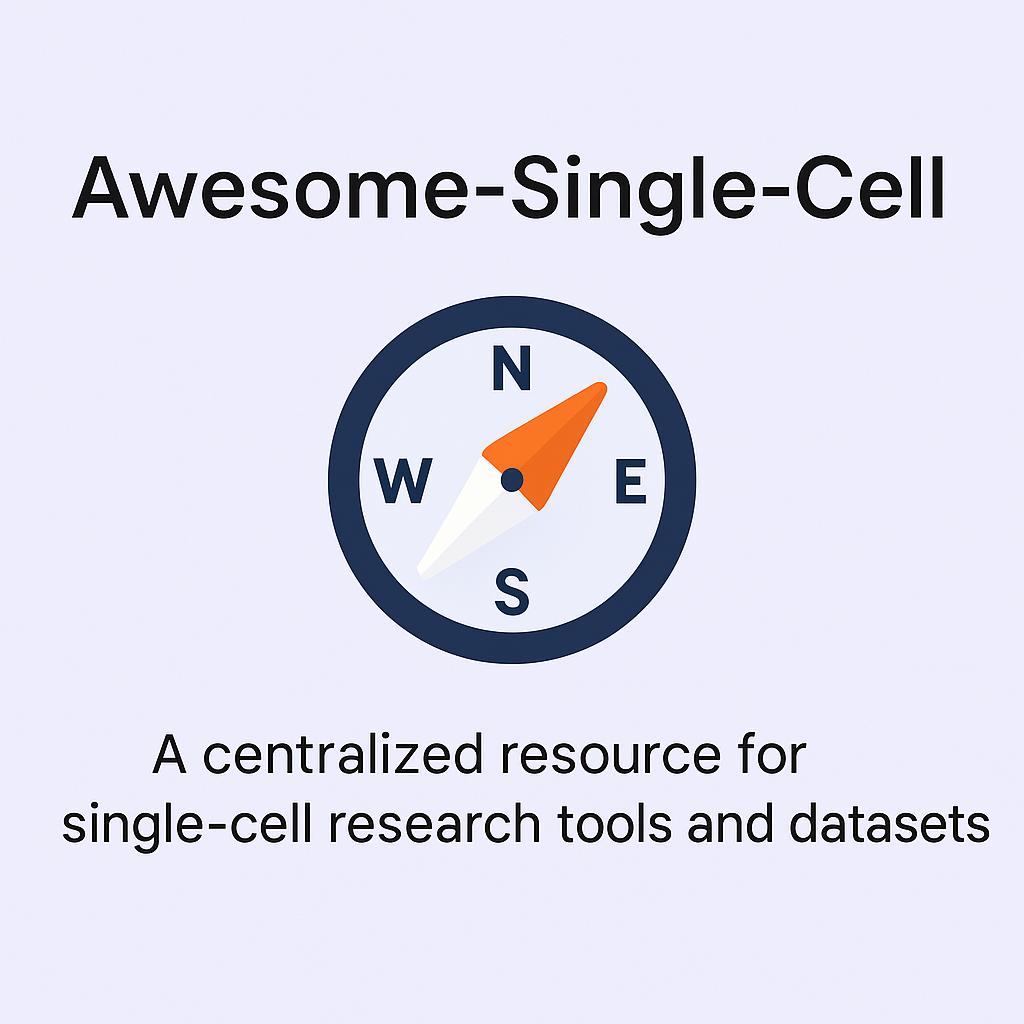 Awesome-Single-Cell
N
W E
S
A centralized resource for
single-cell research tools and datasets